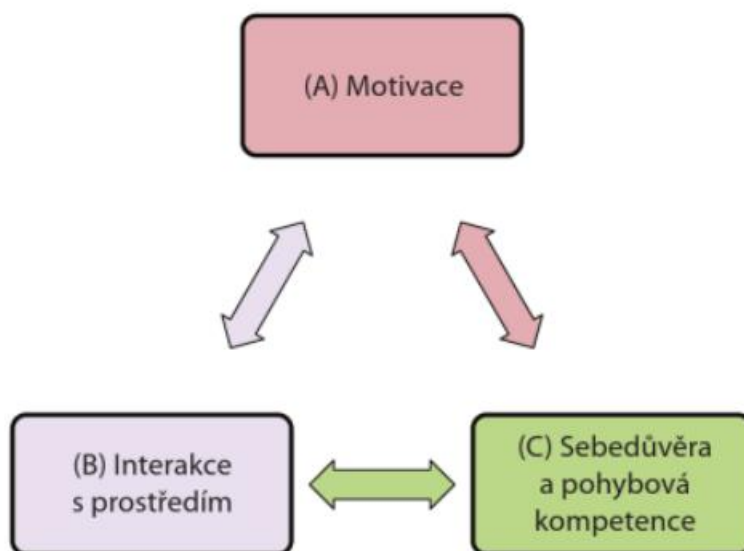 (A) Motivace
(B) Interakce
s prostředím
(C) Sebedůvěra
a pohybová
kompetence